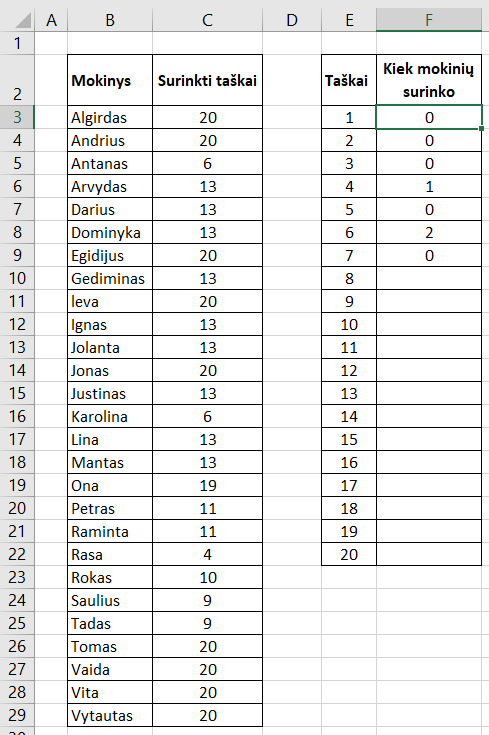 A B C D E F
1
2 Mokinys Surinkti taškai Taškai Kiek mokinių
surinko
3 Algirdas 20 1 0
4 Andrius 20 2 0
5 Antanas 6 3 0
6 Arvydas 13 4 1
7 Darius 13 5 0
8 Dominyka 13 6 2
9 Egidijus 20 7 0
10 Gediminas 13 8
11 Ieva 20 9
12 Ignas 13 10
13 Jolanta 13 11
14 Jonas 20 12
15 Justinas 13 13
16 Karolina 6 14
17 Lina 13 15
18 Mantas 13 16
19 Ona 19 17
20 Petras 11 18
21 Raminta 11 19
22 Rasa 4 20
23 Rokas 10
24 Saulius 9
25 Tadas 9
26 Tomas 20
27 Vaida 20
28 Vita 20
29 Vytautas 20